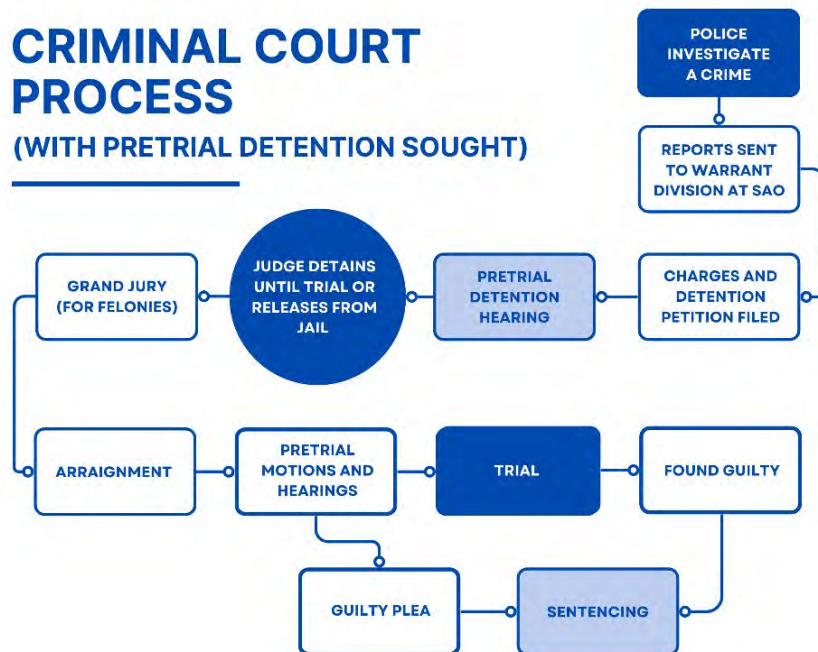 CRIMINAL COURT
PROCESS
(WITH PRETRIAL DETENTION SOUGHT)
POLICE
INVESTIGATE
A CRIME
REPORTS SENT
TO WARRANT
DIVISION AT SAO
CHARGES AND
DETENTION
PETITION FILED
PRETRIAL
DETENTION
HEARING
JUDGE DETAINS
UNTIL TRIAL OR
RELEASES FROM
JAIL
GRAND JURY
(FOR FELONIES)
ARRAIGNMENT
PRETRIAL
MOTIONS AND
HEARINGS
TRIAL
FOUND GUILTY
GUILTY PLEA
SENTENCING